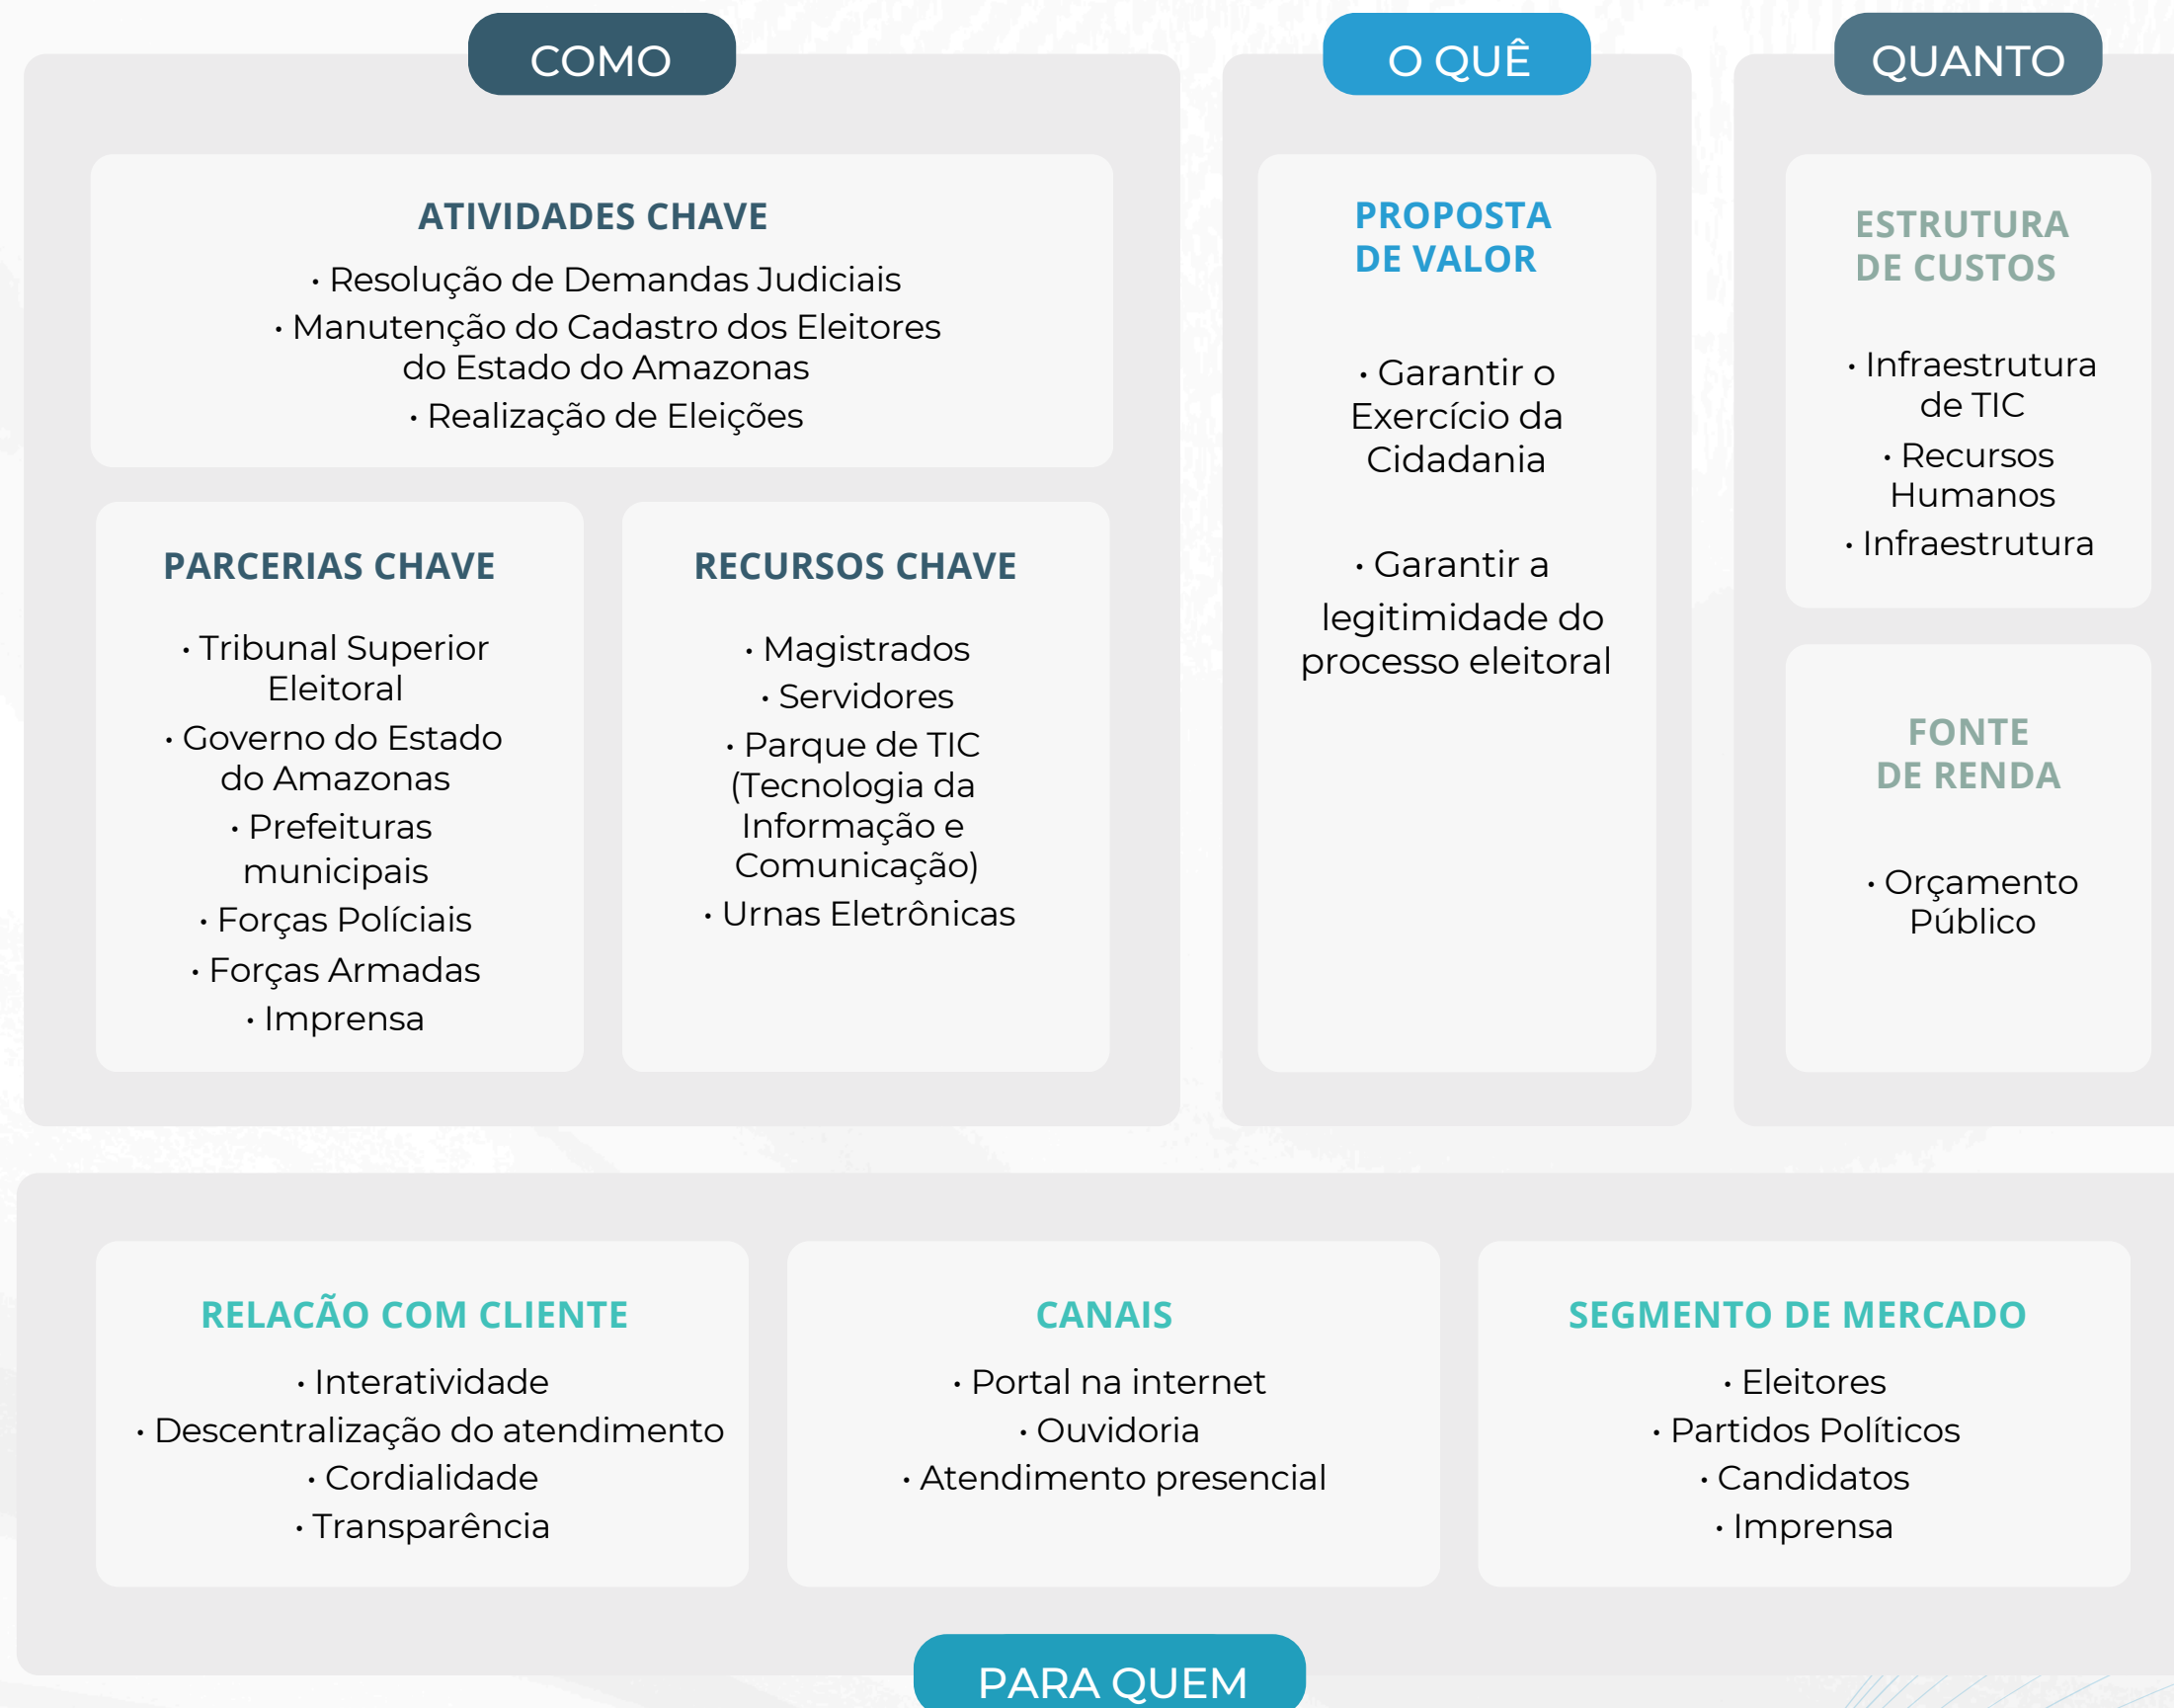 COMO
ATIVIDADES CHAVE
• Resolução de Demandas Judiciais
• Manutenção do Cadastro dos Eleitores
do Estado do Amazonas
• Realização de Eleições
PARCERIAS CHAVE
• Tribunal Superior
Eleitoral
• Governo do Estado
do Amazonas
• Prefeituras
municipais
• Forças Polícias
• Forças Armadas
• Imprensa
RECURSOS CHAVE
• Magistrados
• Servidores
• Parque de TIC
(Tecnologia da
Informação e
Comunicação)
• Urnas Eletrônicas
O QUÊ
PROPOSTA
DE VALOR
• Garantir o
Exercício da
Cidadania
• Garantir a
legitimidade do
processo eleitoral
QUANTO
ESTRUTURA
DE CUSTOS
• Infraestrutura
de TIC
• Recursos
Humanos
• Infraestrutura
FONTE
DE RENDA
• Orçamento
Público
RELACÃO COM CLIENTE
• Interatividade
• Descentralização do atendimento
• Cordialidade
• Transparência
CANAIS
• Portal na internet
• Ouvidoria
• Atendimento presencial
SEGMENTO DE MERCADO
• Eleitores
• Partidos Políticos
• Candidatos
• Imprensa
PARA QUEM